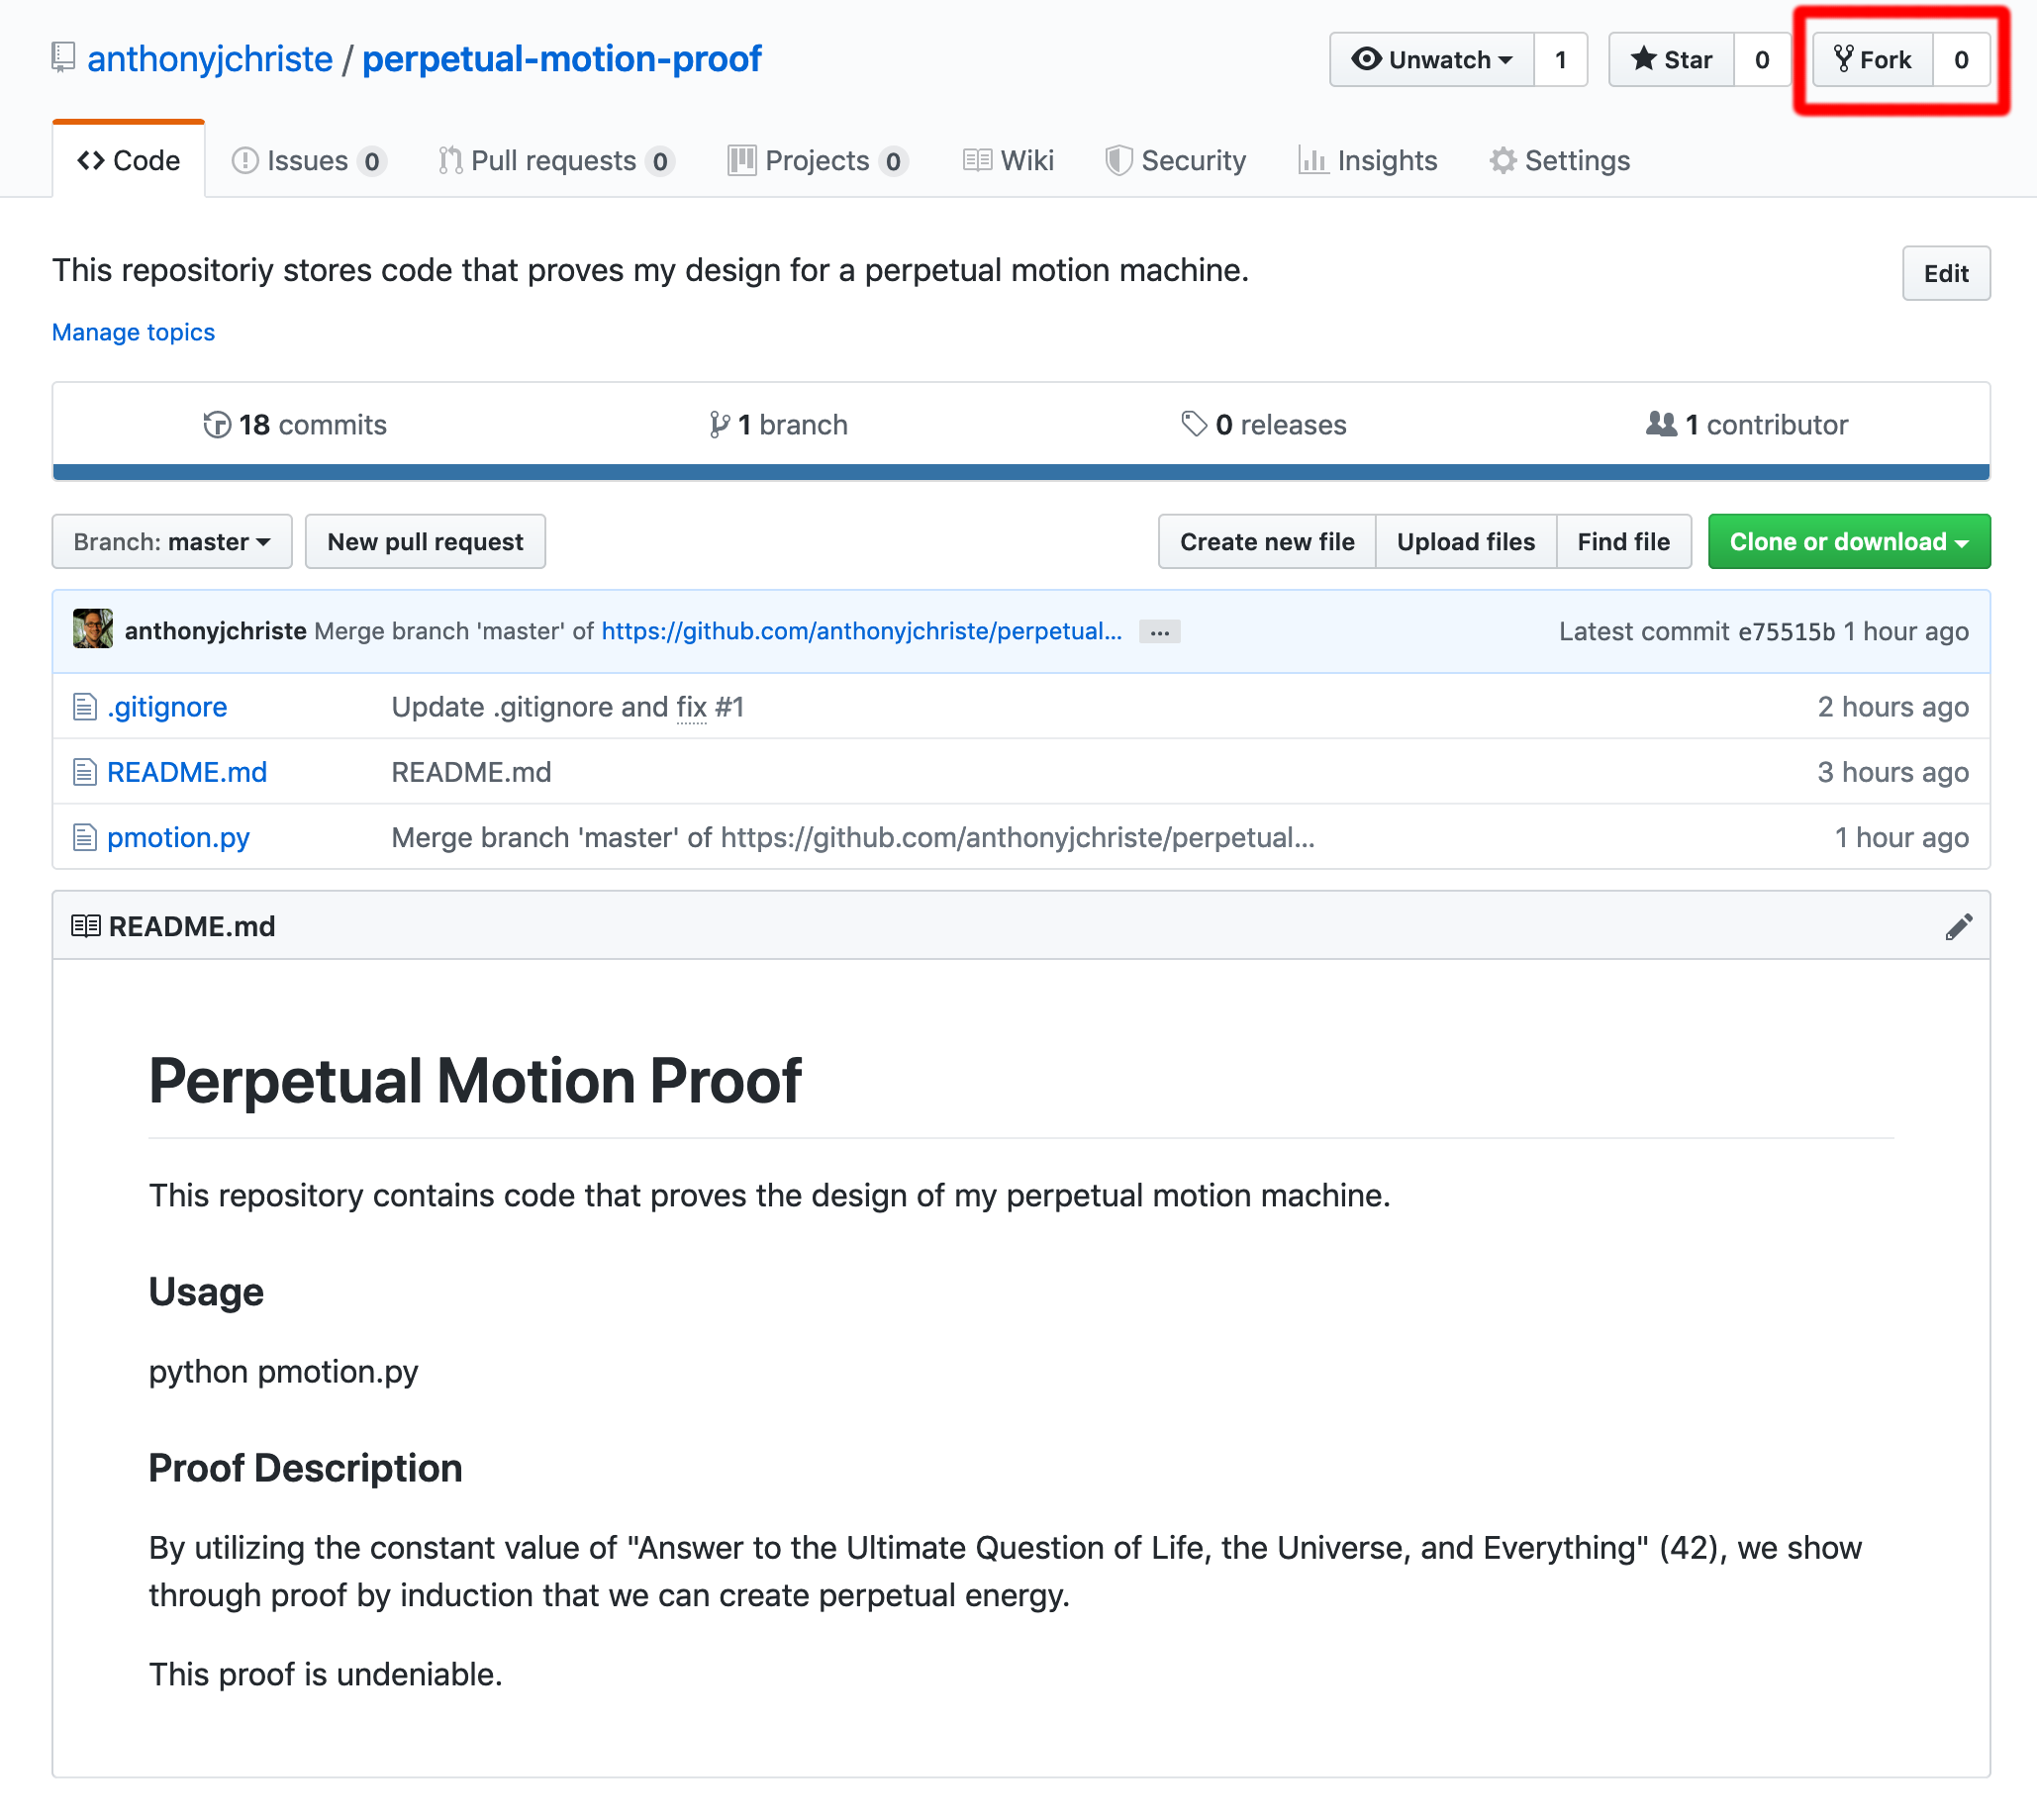 anthonyjchriste / perpetual-motion-proof
Unwatch 1 Star 0 Fork 0
Code Issues 0 Pull requests 0 Projects 0 Wiki Security Insights Settings
This repositoriy stores code that proves my design for a perpetual motion machine.
Edit
Manage topics
18 commits 1 branch 0 releases 1 contributor
Branch: master New pull request Create new file Upload files Find file Clone or download
anthonyjchriste Merge branch 'master' of https://github.com/anthonyjchriste/perpetual... ... Latest commit e75515b 1 hour ago
.gitignore Update .gitignore and fix #1 2 hours ago
README.md README.md 3 hours ago
pmotion.py Merge branch 'master' of https://github.com/anthonyjchriste/perpetual... 1 hour ago
README.md
Perpetual Motion Proof
This repository contains code that proves the design of my perpetual motion machine.
Usage
python pmotion.py
Proof Description
By utilizing the constant value of "Answer to the Ultimate Question of Life, the Universe, and Everything" (42), we show
through proof by induction that we can create perpetual energy.
This proof is undeniable.